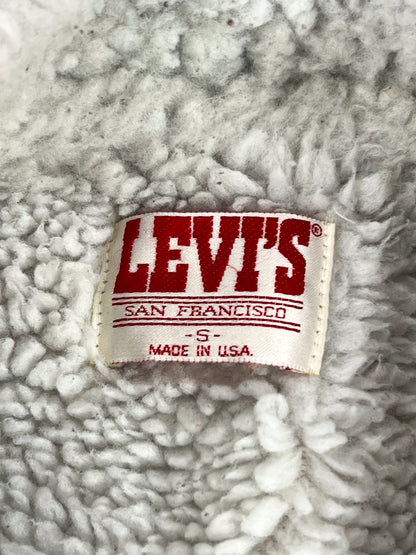 LEVI'S®
SAN FRANCISCO
-S-
MADE IN U.S.A.